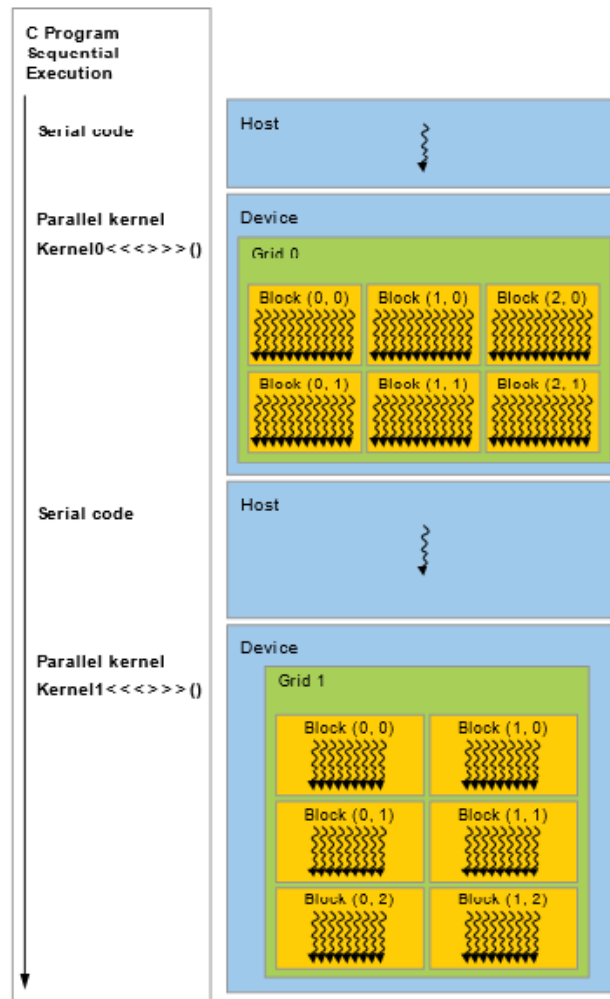 C Program
Sequential
Execution
Serial code
Host
Parallel kernel
Kernel0<<<>>>()
Device
Grid 0
Block (0, 0)
Block (1, 0)
Block (2, 0)
Block (0, 1)
Block (1, 1)
Block (2, 1)
Serial code
Host
Parallel kernel
Kernel1<<<>>>()
Device
Grid 1
Block (0, 0)
Block (1, 0)
Block (0, 1)
Block (1, 1)
Block (0, 2)
Block (1, 2)